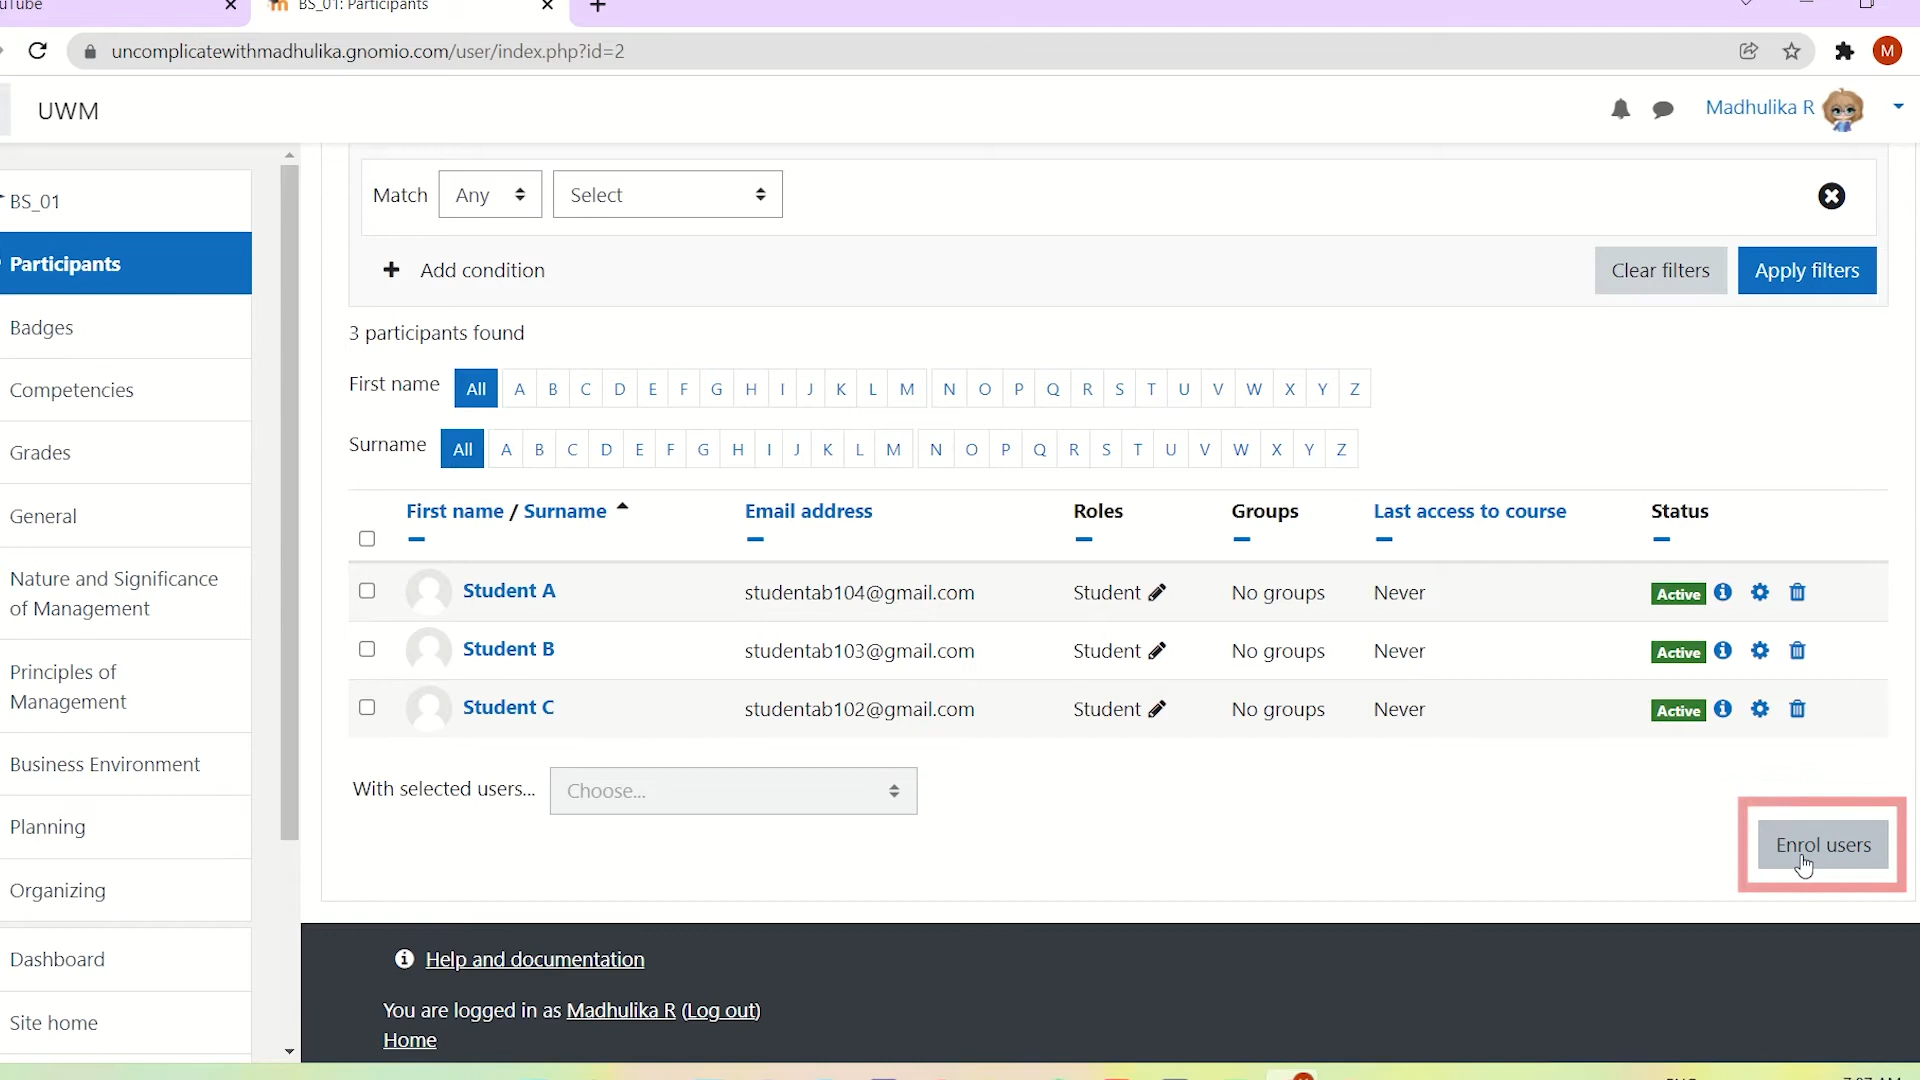 BS_01: Participants
uncomplicatewithmadhulika.gnomio.com/user/index.php?id=2
M
UWM
Madhulika R
BS_01
Participants
Badges
Competencies
Grades
General
Nature and Significance
of Management
Principles of
Management
Business Environment
Planning
Organizing
Dashboard
Site home
Match Any Select
Add condition
Clear filters Apply filters
3 participants found
First name All A B C D E F G H I J K L M N O P Q R S T U V W X Y Z
Surname All A B C D E F G H I J K L M N O P Q R S T U V W X Y Z
First name / Surname Email address Roles Groups Last access to course Status
Student A studentab104@gmail.com Student No groups Never Active
Student B studentab103@gmail.com Student No groups Never Active
Student C studentab102@gmail.com Student No groups Never Active
With selected users... Choose...
Enrol users
Help and documentation
You are logged in as Madhulika R (Log out)
Home